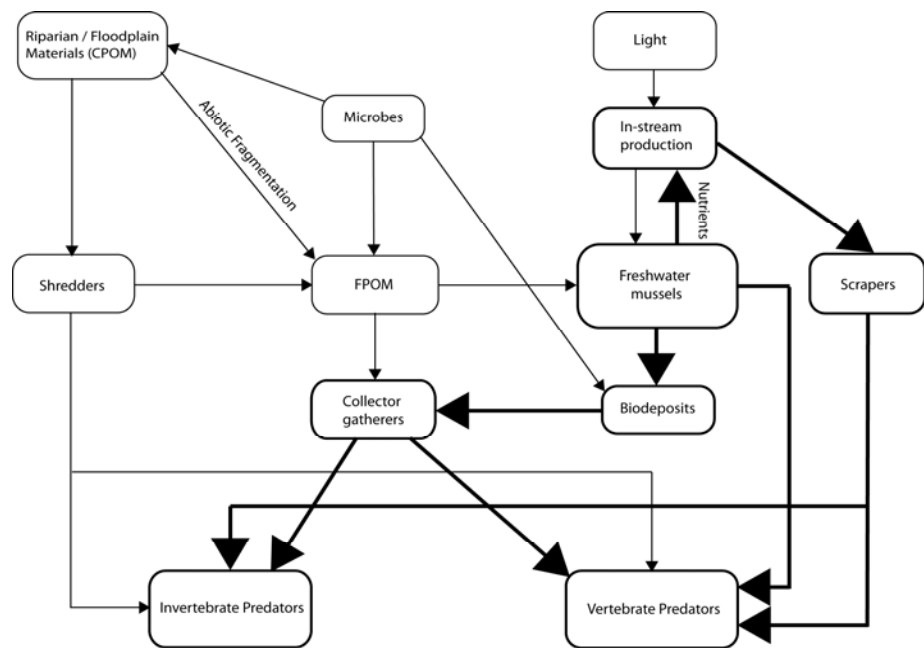 Riparian / Floodplain
Materials (CPOM)
Light
Microbes
In-stream
production
Abiotic Fragmentation
Nutrients
Shredders
FPOM
Freshwater
mussels
Scrapers
Collector
gatherers
Biodeposits
Invertebrate Predators
Vertebrate Predators